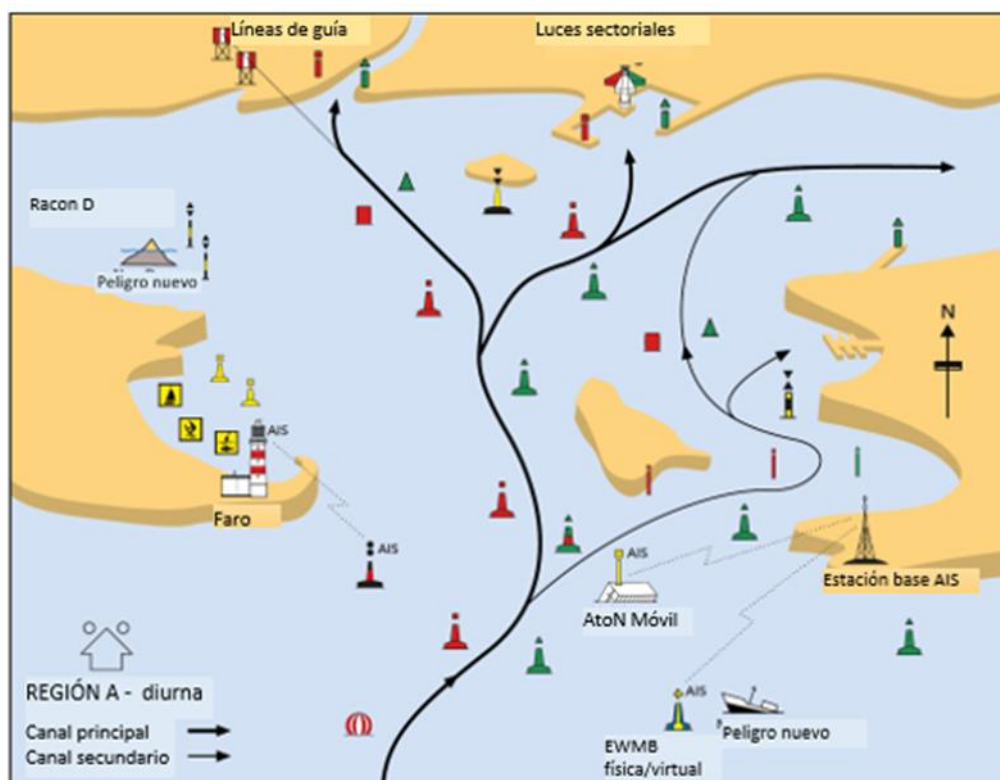 Líneas de guía
Luces sectoriales
Racon D
Peligro nuevo
N
AIS
Faro
AIS
AIS
Estación base AIS
AtoN Móvil
REGIÓN A - diurna
Canal principal
Canal secundario
AIS
Peligro nuevo
EWMB
física/virtual